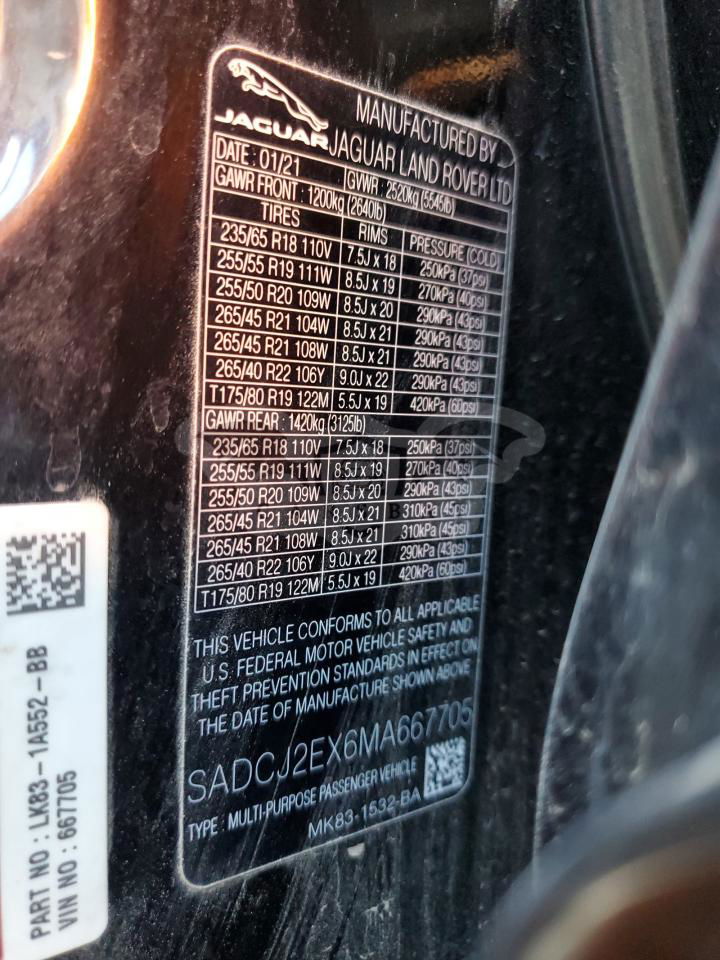 JAGUAR
MANUFACTURED BY
JAGUAR LAND ROVER LTD
DATE : 01/21 GVWR : 2520kg (5545lb)
GAWR FRONT : 1200kg (2640lb)
TIRES RIMS PRESSURE (COLD)
235/65 R18 110V 7.5J x 18 250kPa (37psi)
255/55 R19 111W 8.5J x 19 270kPa (40psi)
255/50 R20 109W 8.5J x 20 290kPa (43psi)
265/45 R21 104W 8.5J x 21 290kPa (43psi)
265/45 R21 108W 8.5J x 21 290kPa (43psi)
265/40 R22 106Y 9.0J x 22 290kPa (43psi)
T175/80 R19 122M 5.5J x 19 420kPa (60psi)
GAWR REAR : 1420kg (3125lb)
235/65 R18 110V 7.5J x 18 250kPa (37psi)
255/55 R19 111W 8.5J x 19 270kPa (40psi)
255/50 R20 109W 8.5J x 20 290kPa (43psi)
265/45 R21 104W 8.5J x 21 310kPa (45psi)
265/45 R21 108W 8.5J x 21 310kPa (45psi)
265/40 R22 106Y 9.0J x 22 290kPa (43psi)
T175/80 R19 122M 5.5J x 19 420kPa (60psi)
THIS VEHICLE CONFORMS TO ALL APPLICABLE
U.S. FEDERAL MOTOR VEHICLE SAFETY AND
THEFT PREVENTION STANDARDS IN EFFECT ON
THE DATE OF MANUFACTURE SHOWN ABOVE
SADCJ2EX6MA667705
TYPE : MULTI-PURPOSE PASSENGER VEHICLE
MK83-1532-BA
PART NO : LK83-1A552-BB
VIN NO : 667705